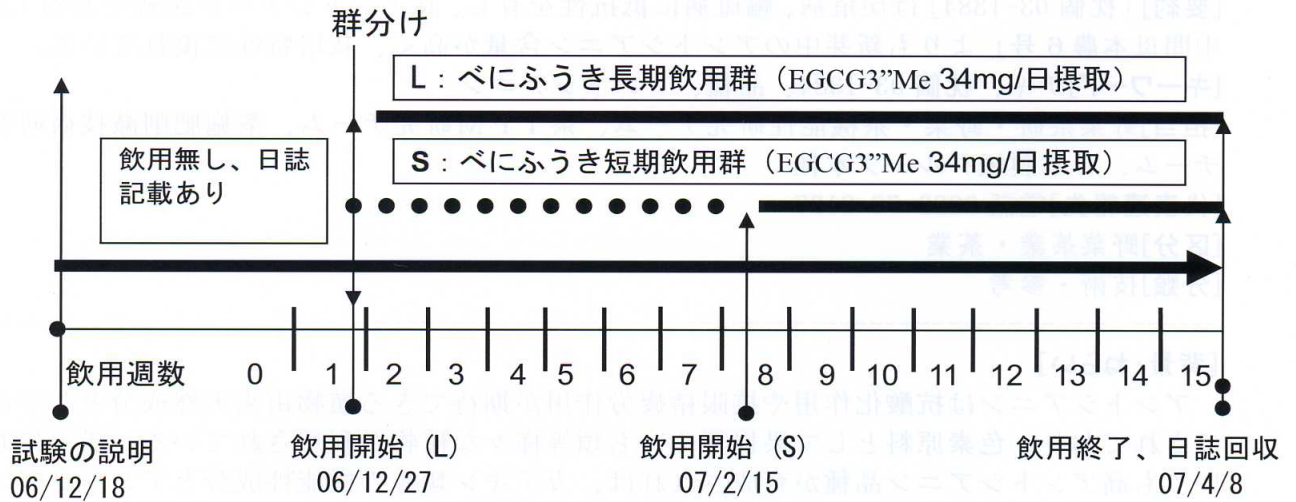 群分け
L：べにふうき長期飲用群（EGCG3”Me 34mg/日摂取）
飲用無し、日誌
記載あり
S：べにふうき短期飲用群（EGCG3”Me 34mg/日摂取）
飲用週数 0 1 2 3 4 5 6 7 8 9 10 11 12 13 14 15
試験の説明
06/12/18
飲用開始 (L)
06/12/27
飲用開始 (S)
07/2/15
飲用終了、日誌回収
07/4/8